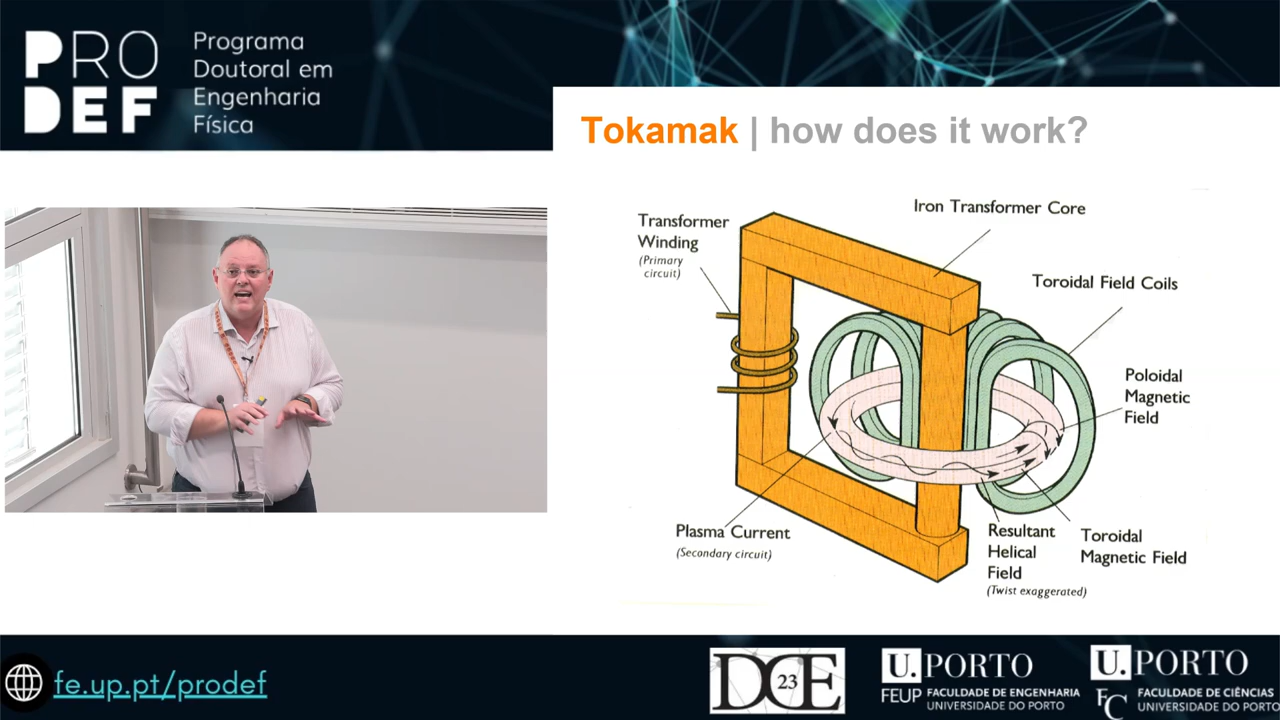 PRO
DEF
Programa
Doutoral em
Engenharia
Física
Tokamak | how does it work?
Iron Transformer Core
Transformer
Winding
(Primary
circuit)
Toroidal Field Coils
Poloidal
Magnetic
Field
Plasma Current
(Secondary circuit)
Resultant
Helical
Field
(Twist exaggerated)
Toroidal
Magnetic Field
fe.up.pt/prodef
DCE
23
U.PORTO
FEUP FACULDADE DE ENGENHARIA
UNIVERSIDADE DO PORTO
U.PORTO
FC FACULDADE DE CIÊNCIAS
UNIVERSIDADE DO PORTO